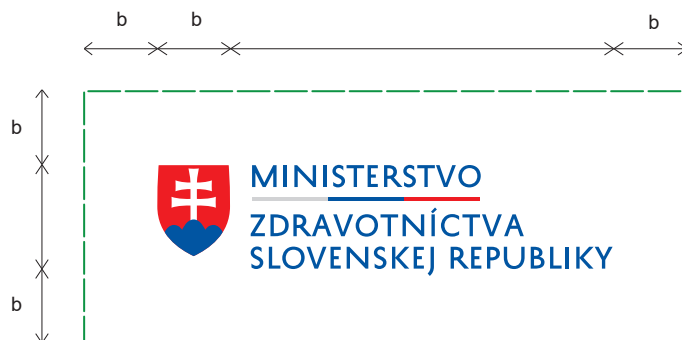 b
b
b
b
MINISTERSTVO
ZDRAVOTNÍCTVA
SLOVENSKEJ REPUBLIKY
b